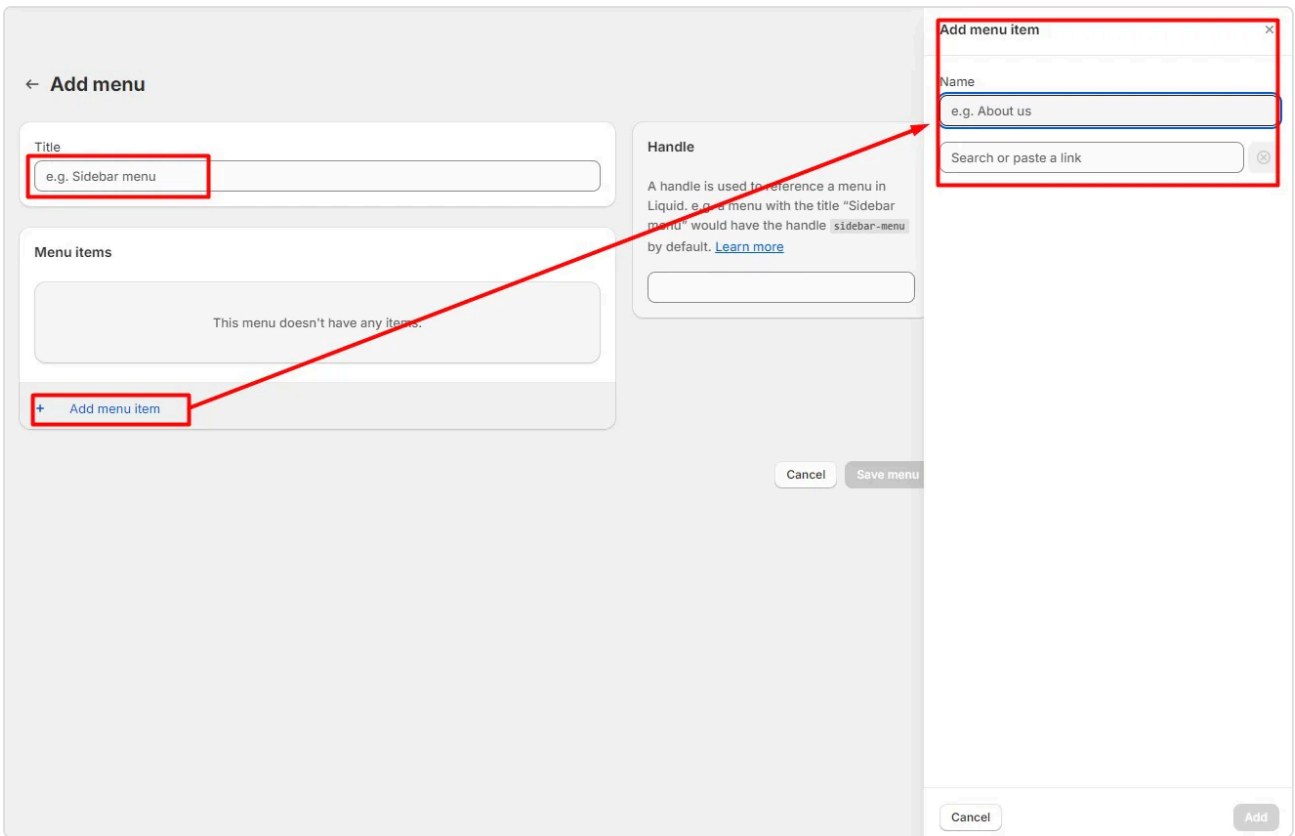 ← Add menu
Title
e.g. Sidebar menu
Menu items
This menu doesn't have any items.
+ Add menu item
Handle
A handle is used to reference a menu in
Liquid. e.g. a menu with the title “Sidebar
menu” would have the handle sidebar-menu
by default. Learn more
Cancel
Save menu
Add menu item
Name
e.g. About us
Search or paste a link
Cancel
Add